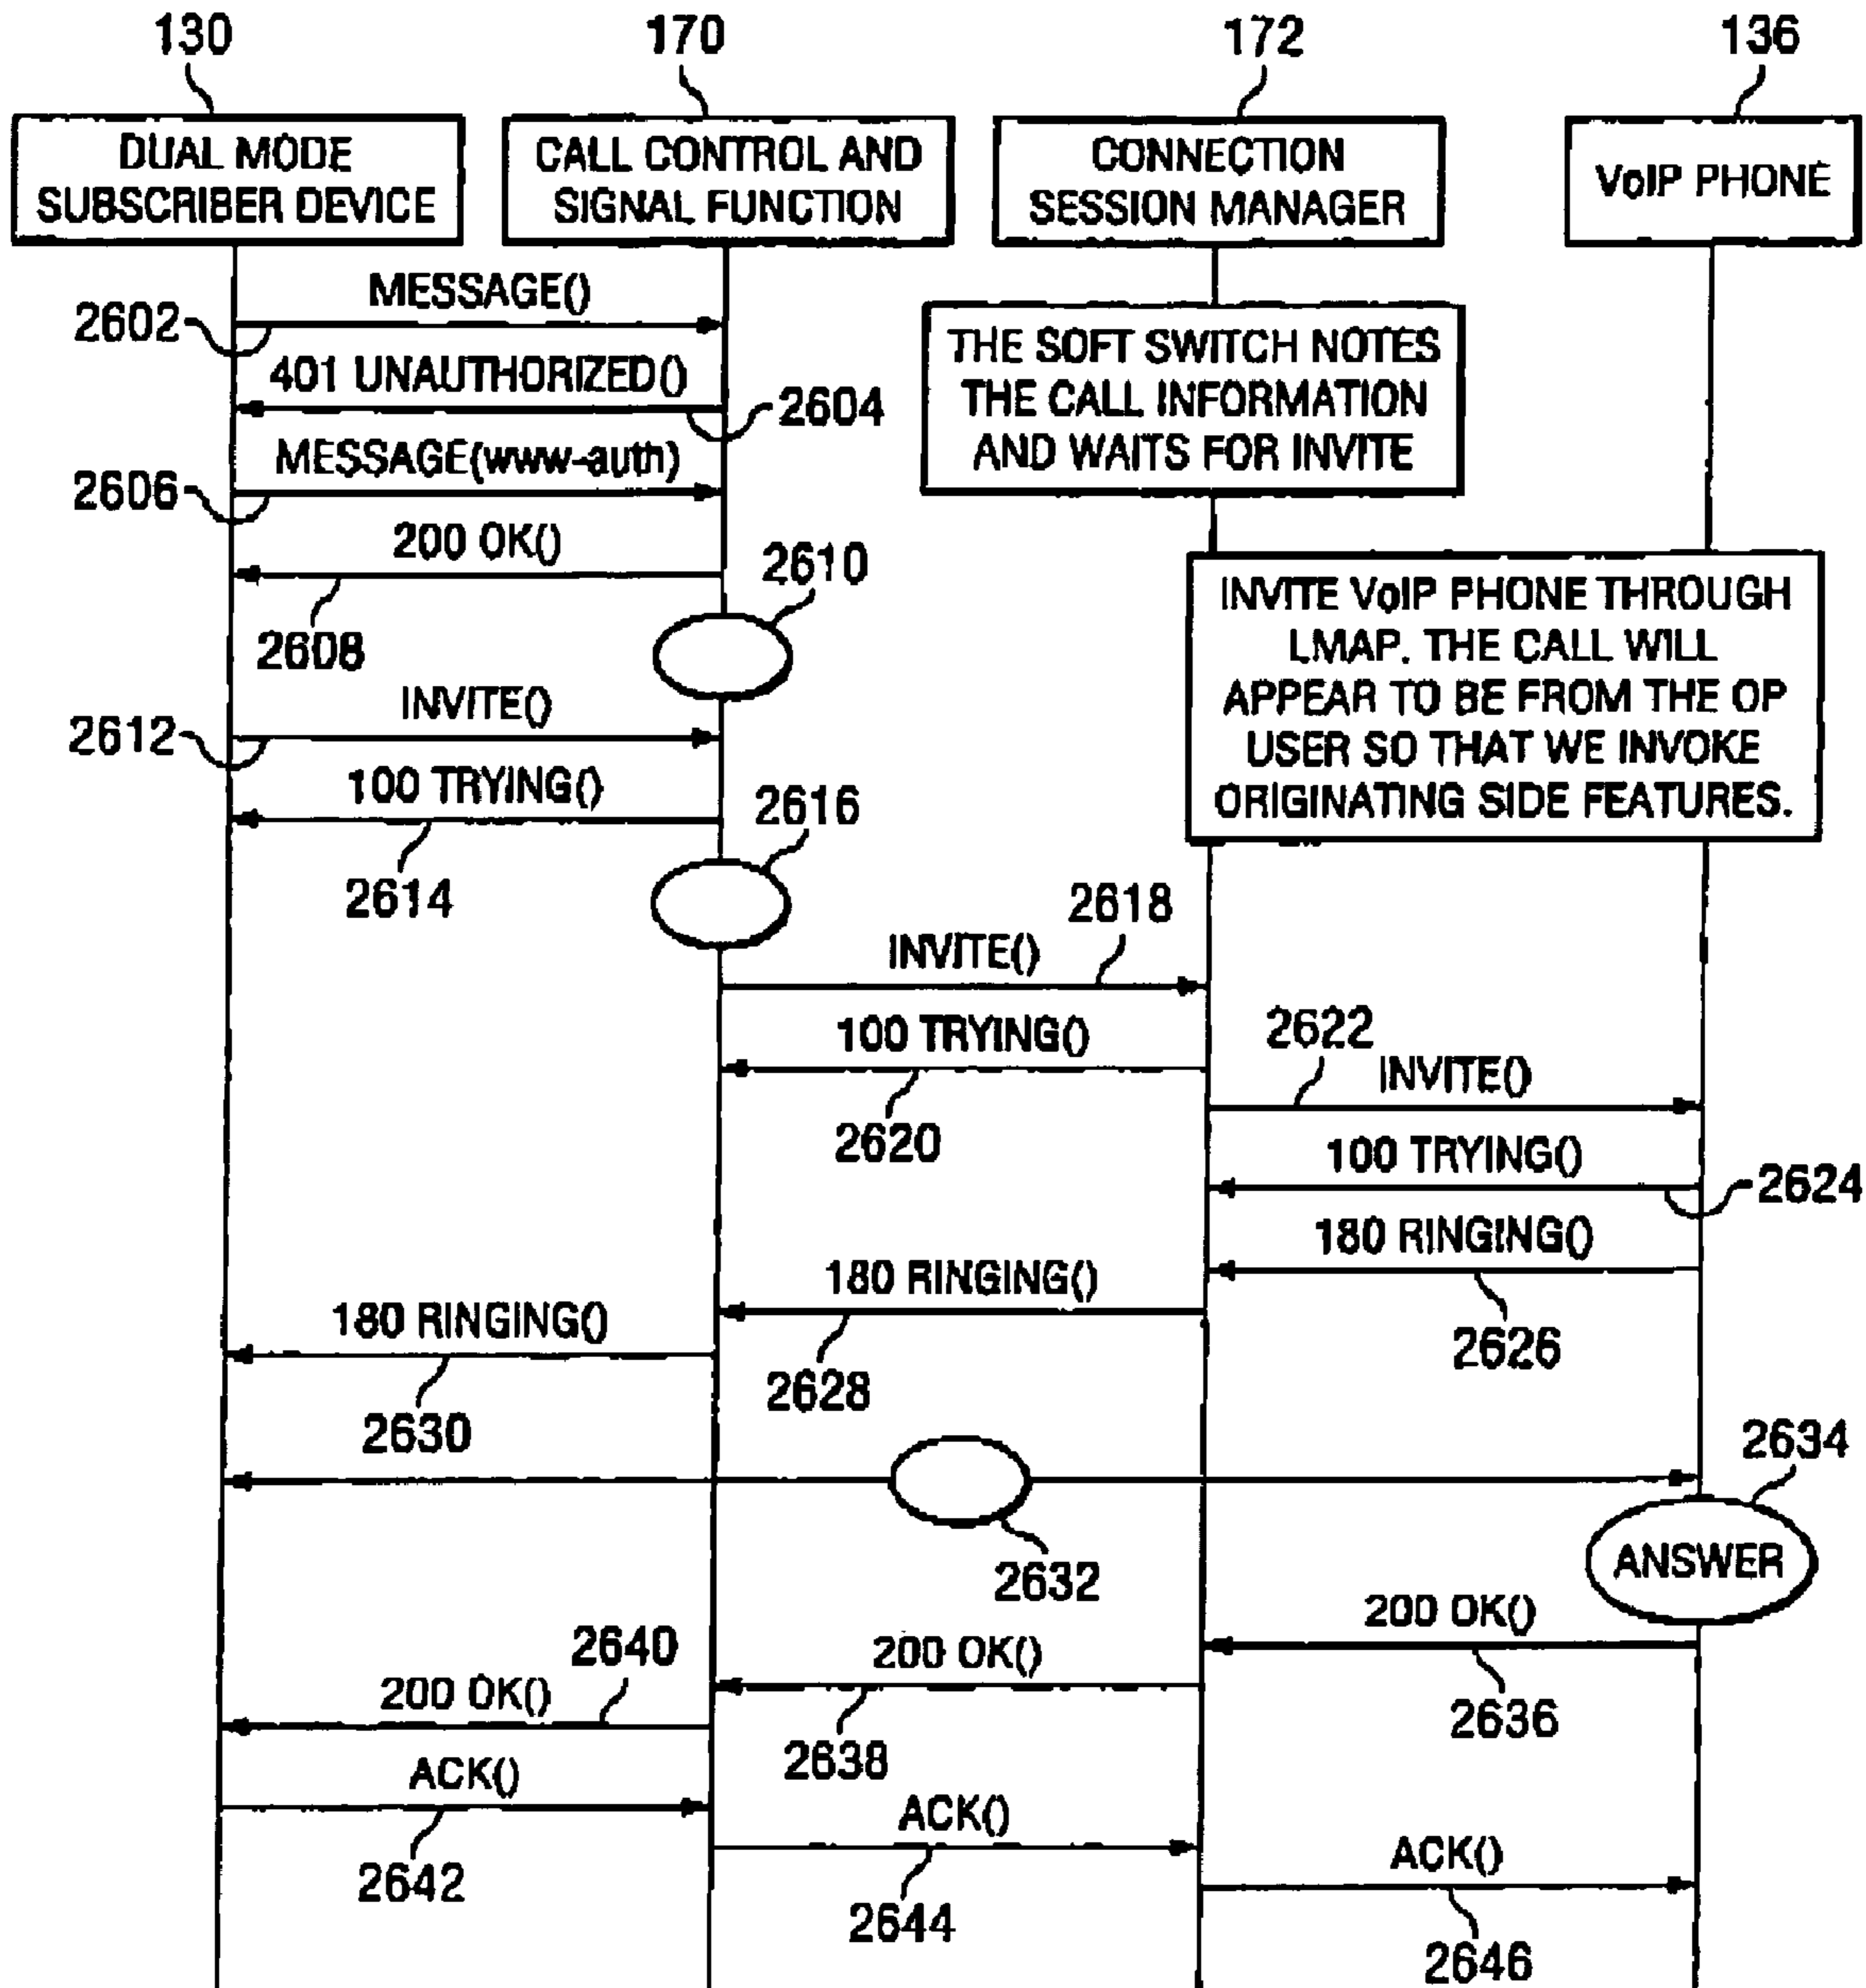 130
170
172
136
DUAL MODE
SUBSCRIBER DEVICE
CALL CONTROL AND
SIGNAL FUNCTION
CONNECTION
SESSION MANAGER
VoIP PHONE
MESSAGE()
2602
401 UNAUTHORIZED()
2604
MESSAGE(www-auth)
2606
200 OK()
2608
THE SOFT SWITCH NOTES
THE CALL INFORMATION
AND WAITS FOR INVITE
2610
INVITE VoIP PHONE THROUGH
LMAP. THE CALL WILL
APPEAR TO BE FROM THE OP
USER SO THAT WE INVOKE
ORIGINATING SIDE FEATURES.
INVITE()
2612
100 TRYING()
2614
2616
2618
INVITE()
100 TRYING()
2620
2622
INVITE()
100 TRYING()
2624
180 RINGING()
2626
180 RINGING()
2628
180 RINGING()
2630
2632
2634
ANSWER
200 OK()
2636
200 OK()
2638
2640
200 OK()
ACK()
2642
ACK()
2644
ACK()
2646